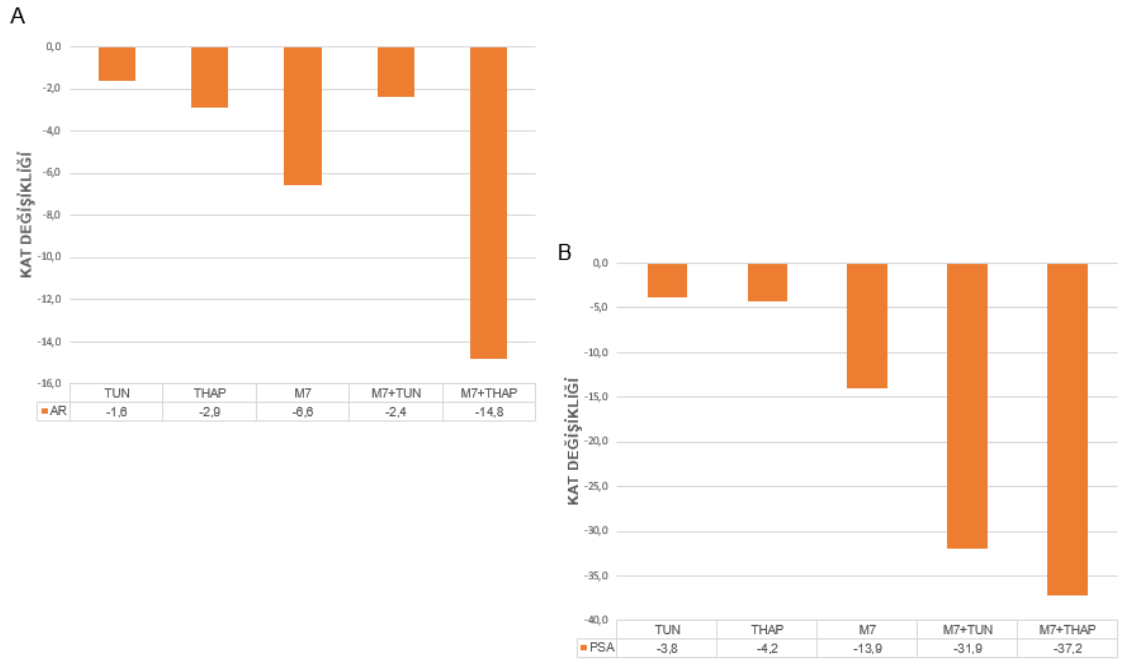 A
0,0
-2,0
-4,0
-6,0
-8,0
-10,0
-12,0
-14,0
-16,0
KAT DEĞİŞİKLİĞİ
TUN THAP M7 M7+TUN M7+THAP
AR -1,6 -2,9 -6,6 -2,4 -14,8
B
0,0
-5,0
-10,0
-15,0
-20,0
-25,0
-30,0
-35,0
-40,0
KAT DEĞİŞİKLİĞİ
TUN THAP M7 M7+TUN M7+THAP
PSA -3,8 -4,2 -13,9 -31,9 -37,2